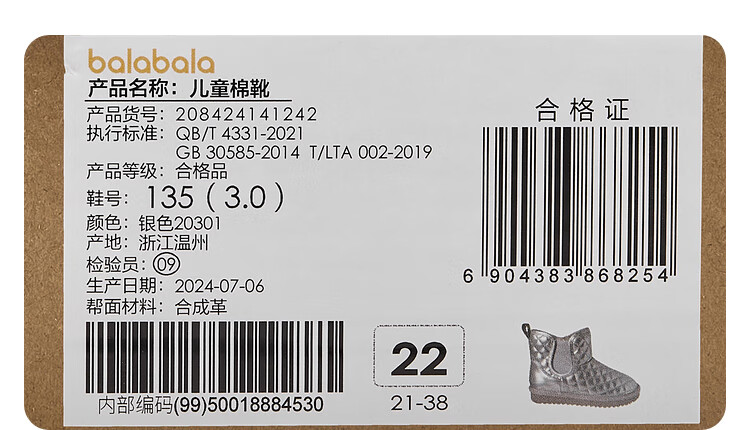 balabala
产品名称：儿童棉靴
产品货号：208424141242
执行标准：QB/T 4331-2021
GB 30585-2014 T/LTA 002-2019
产品等级：合格品
鞋号：135（3.0）
颜色：银色20301
产地：浙江温州
检验员：09
生产日期：2024-07-06
帮面材料：合成革
内部编码(99)50018884530
合格证
6 904383 868254
22
21-38